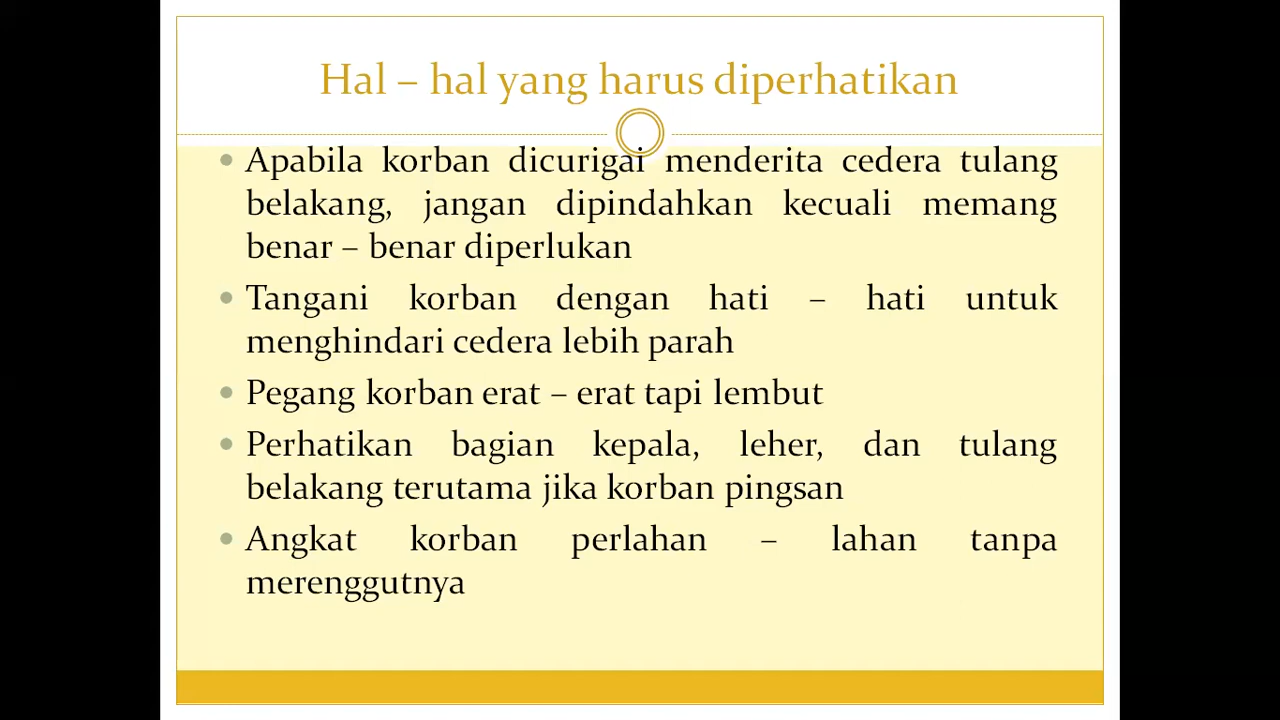 Hal – hal yang harus diperhatikan
• Apabila korban dicurigai menderita cedera tulang
belakang, jangan dipindahkan kecuali memang
benar – benar diperlukan
• Tangani korban dengan hati – hati untuk
menghindari cedera lebih parah
• Pegang korban erat – erat tapi lembut
• Perhatikan bagian kepala, leher, dan tulang
belakang terutama jika korban pingsan
• Angkat korban perlahan – lahan tanpa
merenggutnya